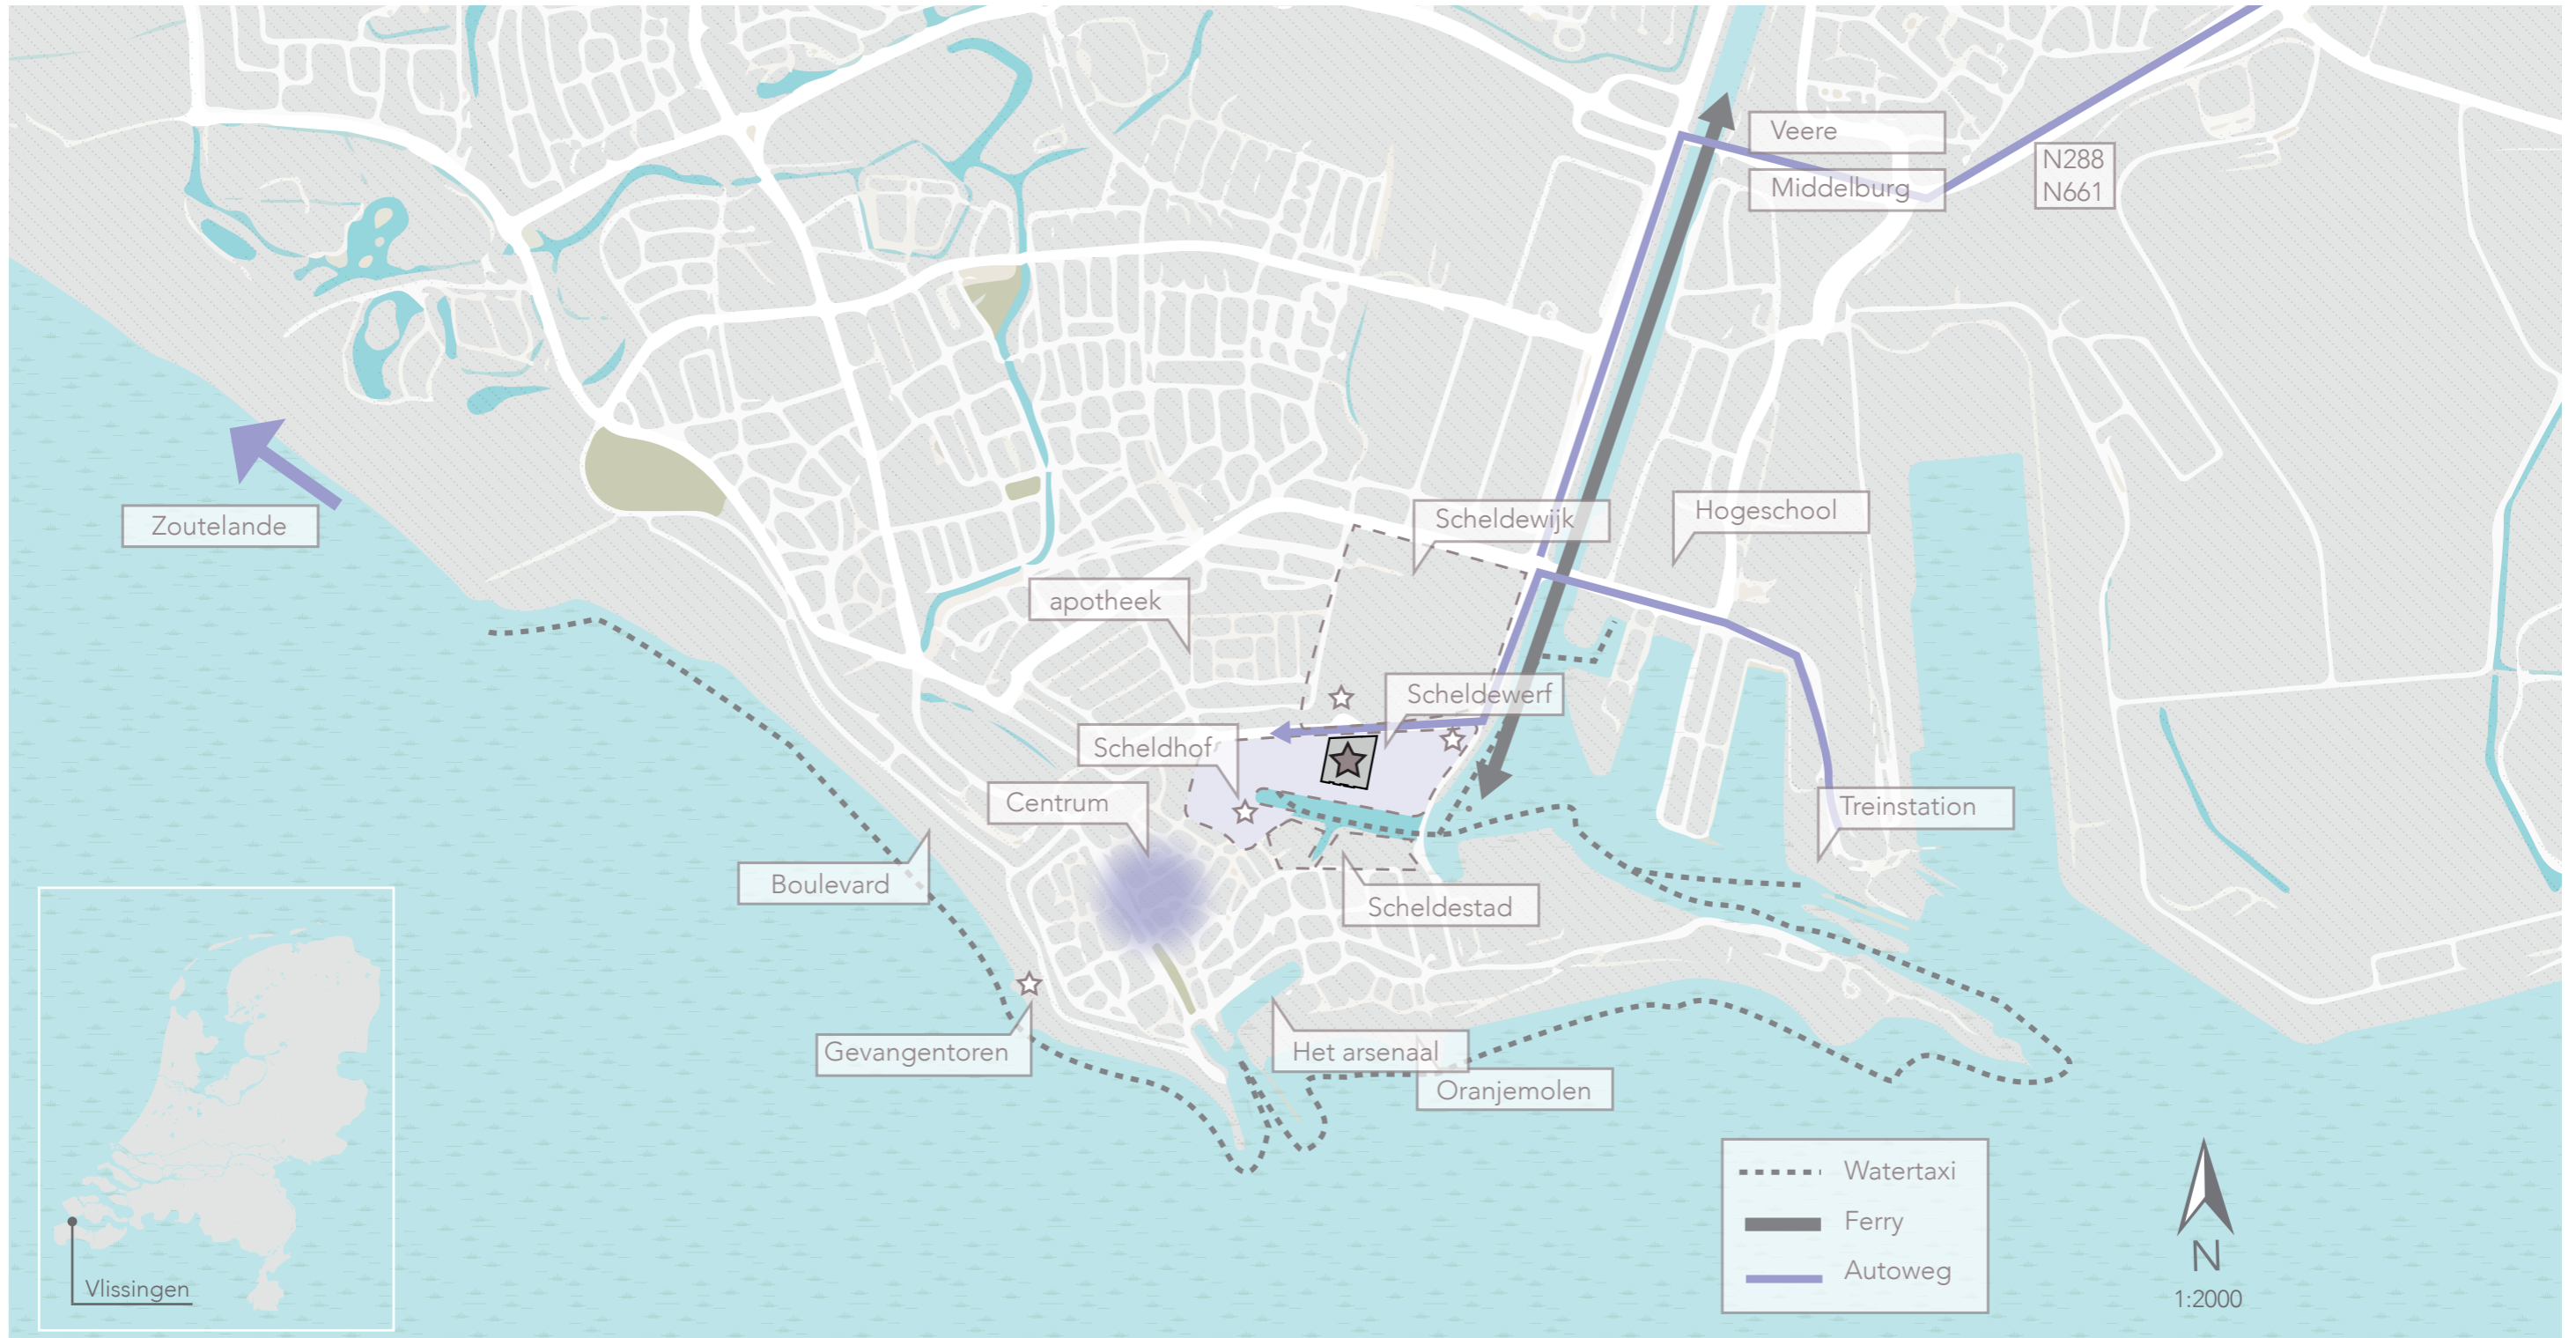 Veere
Middelburg
N288
N661
Zoutelande
Scheldewijk
Hogeschool
apotheek
Scheldewerf
Scheldhof
Centrum
Treinstation
Boulevard
Scheldestad
Gevangentoren
Het arsenaal
Oranjemolen
Watertaxi
Ferry
Autoweg
N
1:2000
Vlissingen